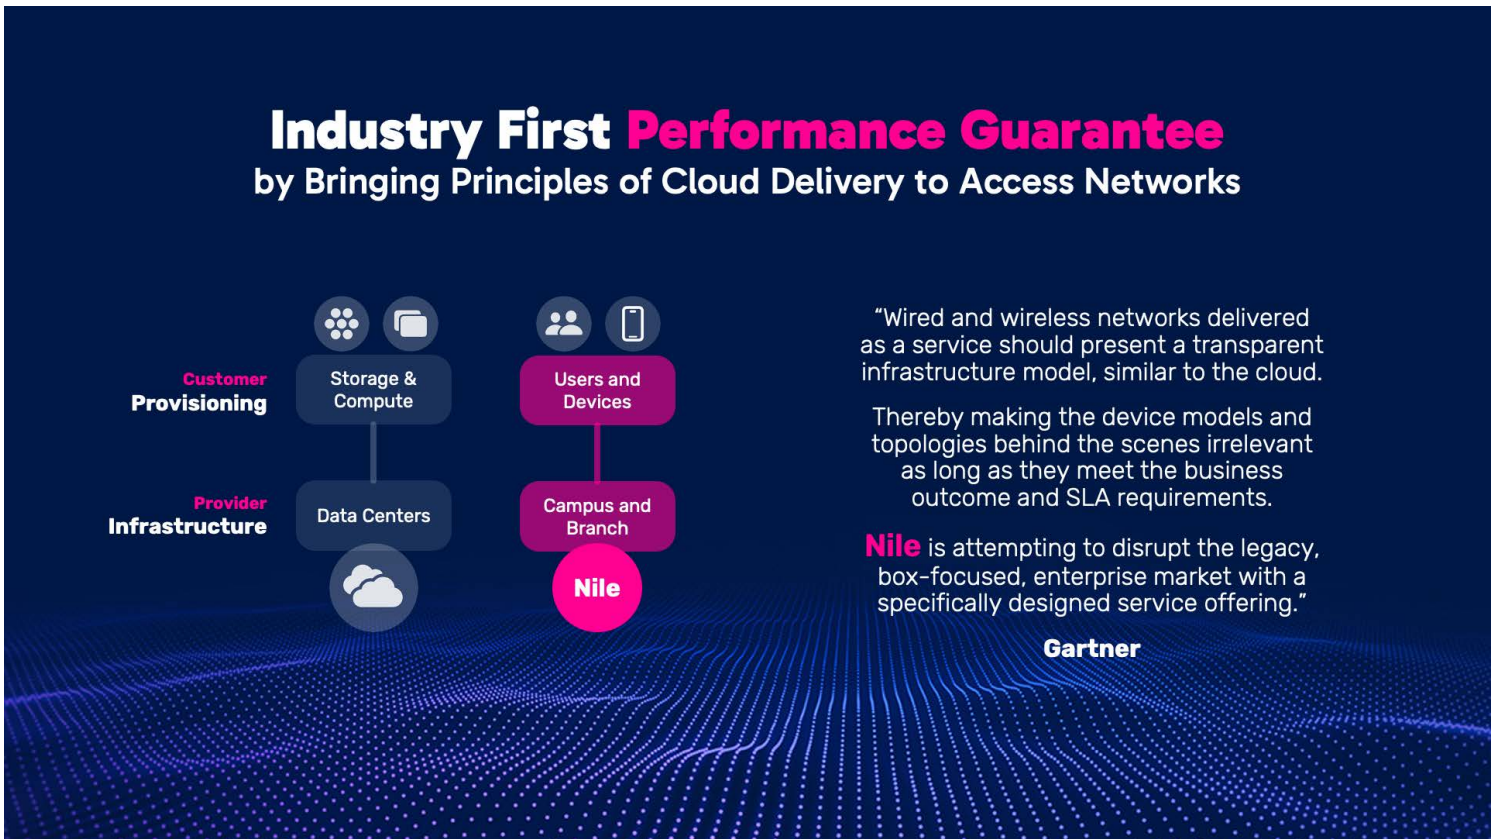 Industry First Performance Guarantee
by Bringing Principles of Cloud Delivery to Access Networks
Customer
Provisioning
Storage &
Compute
Users and
Devices
Provider
Infrastructure
Data Centers
Campus and
Branch
Nile
“Wired and wireless networks delivered
as a service should present a transparent
infrastructure model, similar to the cloud.
Thereby making the device models and
topologies behind the scenes irrelevant
as long as they meet the business
outcome and SLA requirements.
Nile is attempting to disrupt the legacy,
box-focused, enterprise market with a
specifically designed service offering.”
Gartner